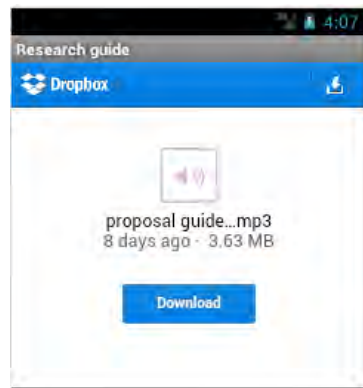 4:07
Research guide
Dropbox
proposal guide...mp3
8 days ago · 3.63 MB
Download